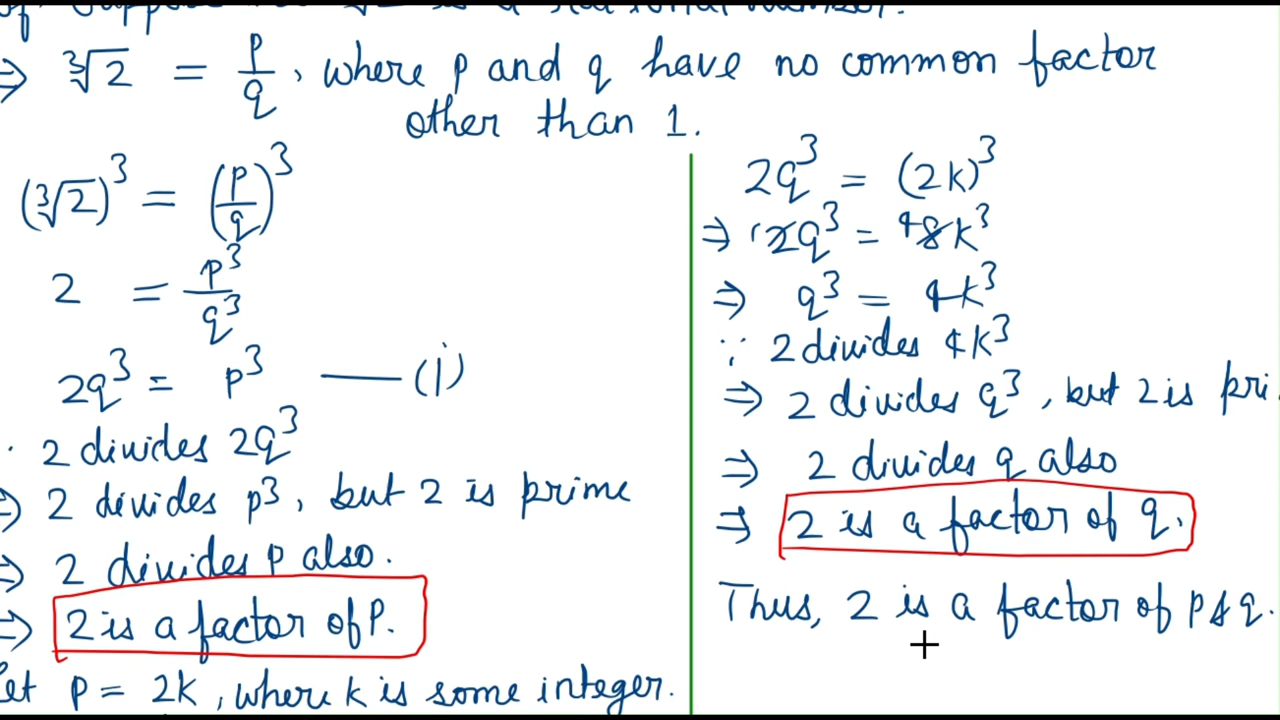 Suppose
number.
⇒ ∛2 = p/q, where p and q have no common factor
other than 1.
(∛2)³ = (p/q)³
2 = p³/q³
2q³ = p³ —— (i)
2 divides 2q³
⇒ 2 divides p³, but 2 is prime
⇒ 2 divides p also.
⇒ 2 is a factor of p.
Let p = 2k, where k is some integer.
2q³ = (2k)³
⇒ 2q³ = 8k³
⇒ q³ = 4k³
∵ 2 divides 4k³
⇒ 2 divides q³, but 2 is pri
⇒ 2 divides q also
⇒ 2 is a factor of q.
Thus, 2 is a factor of p & q.